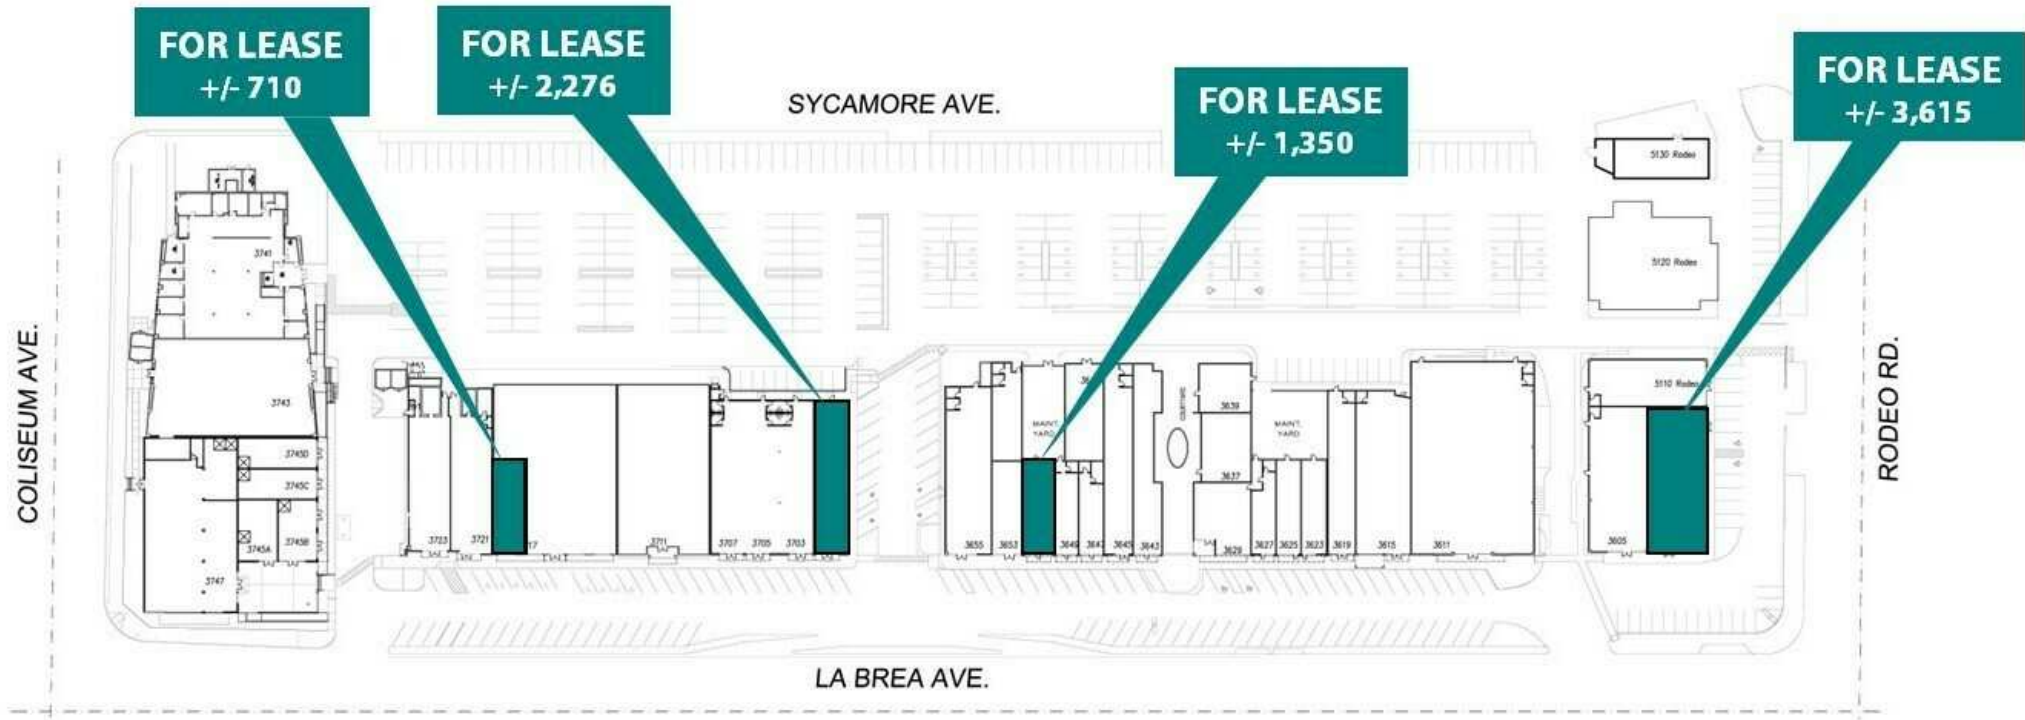 FOR LEASE
+/- 710
FOR LEASE
+/- 2,276
SYCAMORE AVE.
FOR LEASE
+/- 1,350
FOR LEASE
+/- 3,615
5130 Rodeo
5120 Rodeo
5110 Rodeo
COLISEUM AVE.
RODEO RD.
3741
3743
3745D
3745C
3745A
3745B
3747
3723
3721
17
3711
3707
3705
3703
MAINT.
YARD
COURTYARD
3639
3637
MAINT.
YARD
3655
3653
3649
3647
3645
3643
3629
3627
3625
3623
3619
3615
3611
3605
LA BREA AVE.